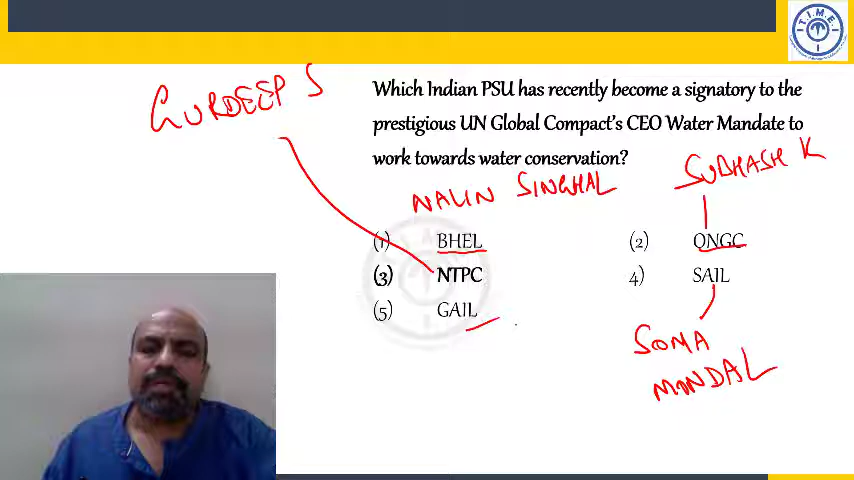 T.I.M.E.
GURDEEP S
Which Indian PSU has recently become a signatory to the
prestigious UN Global Compact's CEO Water Mandate to
work towards water conservation?
SUBHASH K
NALIN SINGHAL
(1) BHEL (2) ONGC
(3) NTPC 4) SAIL
(5) GAIL
SOMA
MONDAL